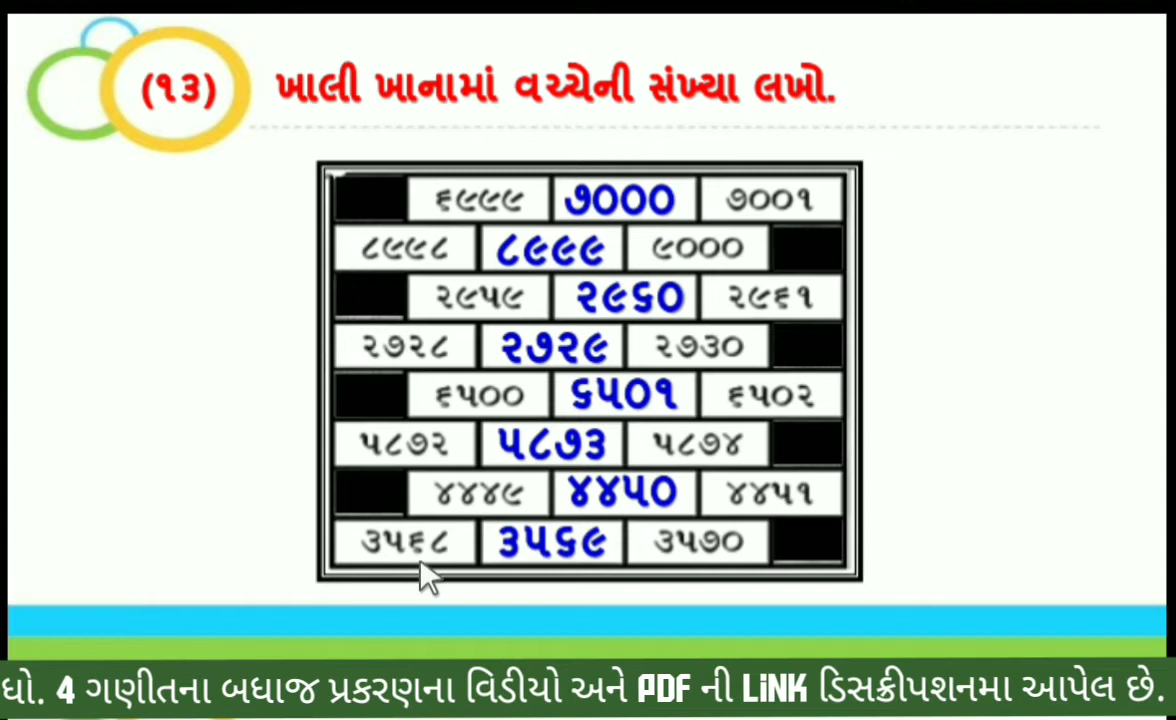 (૧૩) ખાલી ખાનામાં વચ્ચેની સંખ્યા લખો.
૬૯૯૯ ૭૦૦૦ ૭૦૦૧
૮૯૯૮ ૮૯૯૯ ૯૦૦૦
૨૯૫૯ ૨૯૬૦ ૨૯૬૧
૨૭૨૮ ૨૭૨૯ ૨૭૩૦
૬૫૦૦ ૬૫૦૧ ૬૫૦૨
૫૮૭૨ ૫૮૭૩ ૫૮૭૪
૪૪૪૯ ૪૪૫૦ ૪૪૫૧
૩૫૬૮ ૩૫૬૯ ૩૫૭૦
ધો. 4 ગણીતના બધાજ પ્રકરણના વિડીયો અને PDF ની LiNK ડિસક્રીપશનમા આપેલ છે.